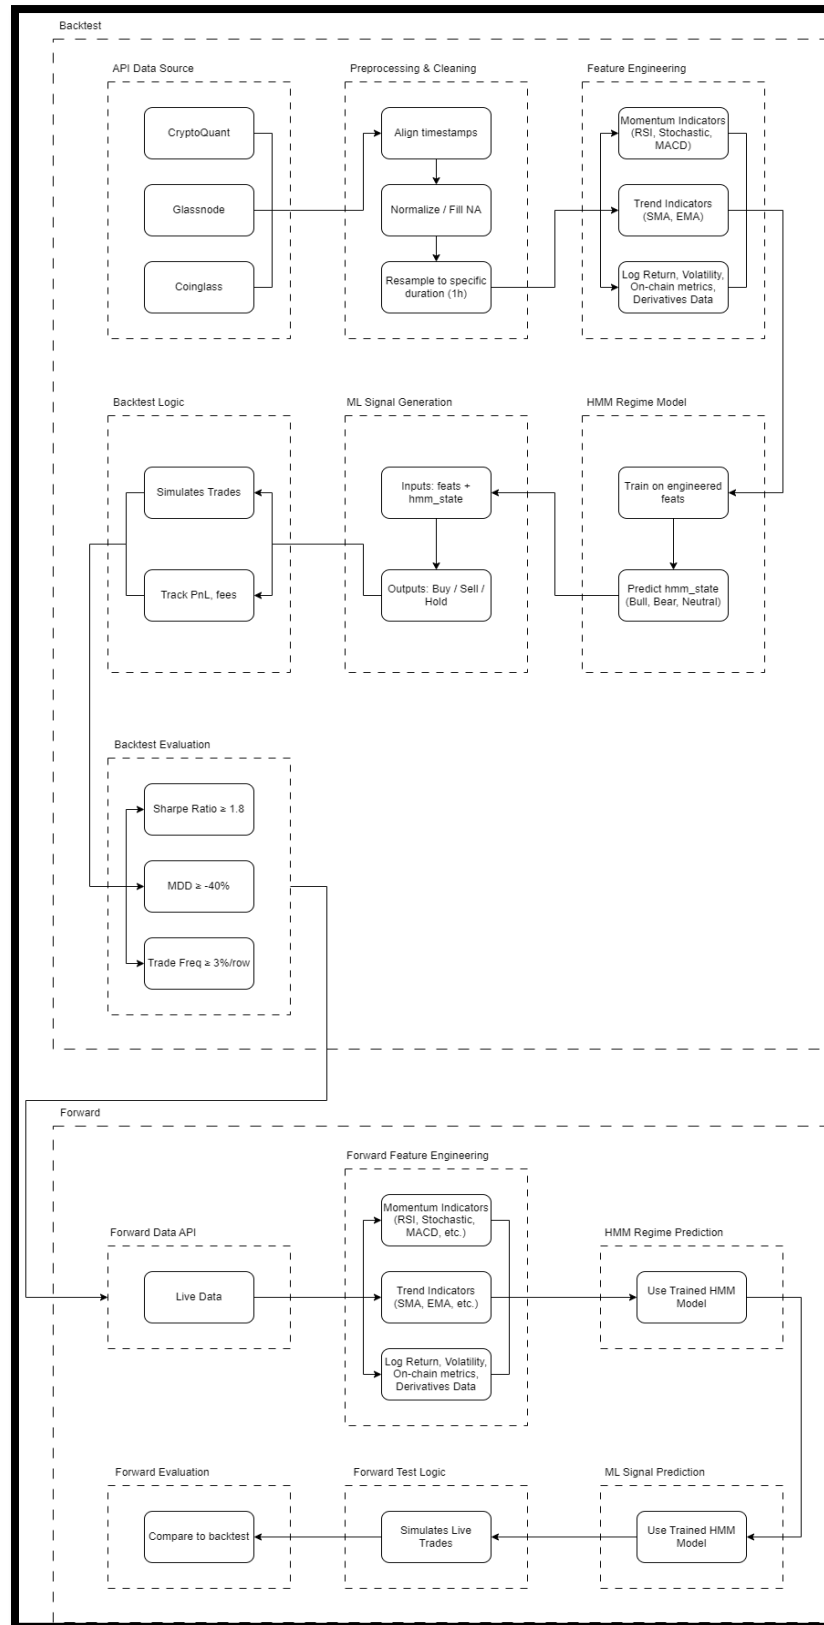 Backtest
API Data Source
CryptoQuant
Glassnode
Coinglass
Preprocessing & Cleaning
Align timestamps
Normalize / Fill NA
Resample to specific
duration (1h)
Feature Engineering
Momentum Indicators
(RSI, Stochastic,
MACD)
Trend Indicators
(SMA, EMA)
Log Return, Volatility,
On-chain metrics,
Derivatives Data
HMM Regime Model
Train on engineered
feats
Predict hmm_state
(Bull, Bear, Neutral)
ML Signal Generation
Inputs: feats +
hmm_state
Outputs: Buy / Sell /
Hold
Backtest Logic
Simulates Trades
Track PnL, fees
Backtest Evaluation
Sharpe Ratio ≥ 1.8
MDD ≥ -40%
Trade Freq ≥ 3%/row
Forward
Forward Data API
Live Data
Forward Feature Engineering
Momentum Indicators
(RSI, Stochastic,
MACD, etc.)
Trend Indicators
(SMA, EMA, etc.)
Log Return, Volatility,
On-chain metrics,
Derivatives Data
HMM Regime Prediction
Use Trained HMM
Model
ML Signal Prediction
Use Trained HMM
Model
Forward Test Logic
Simulates Live
Trades
Forward Evaluation
Compare to backtest